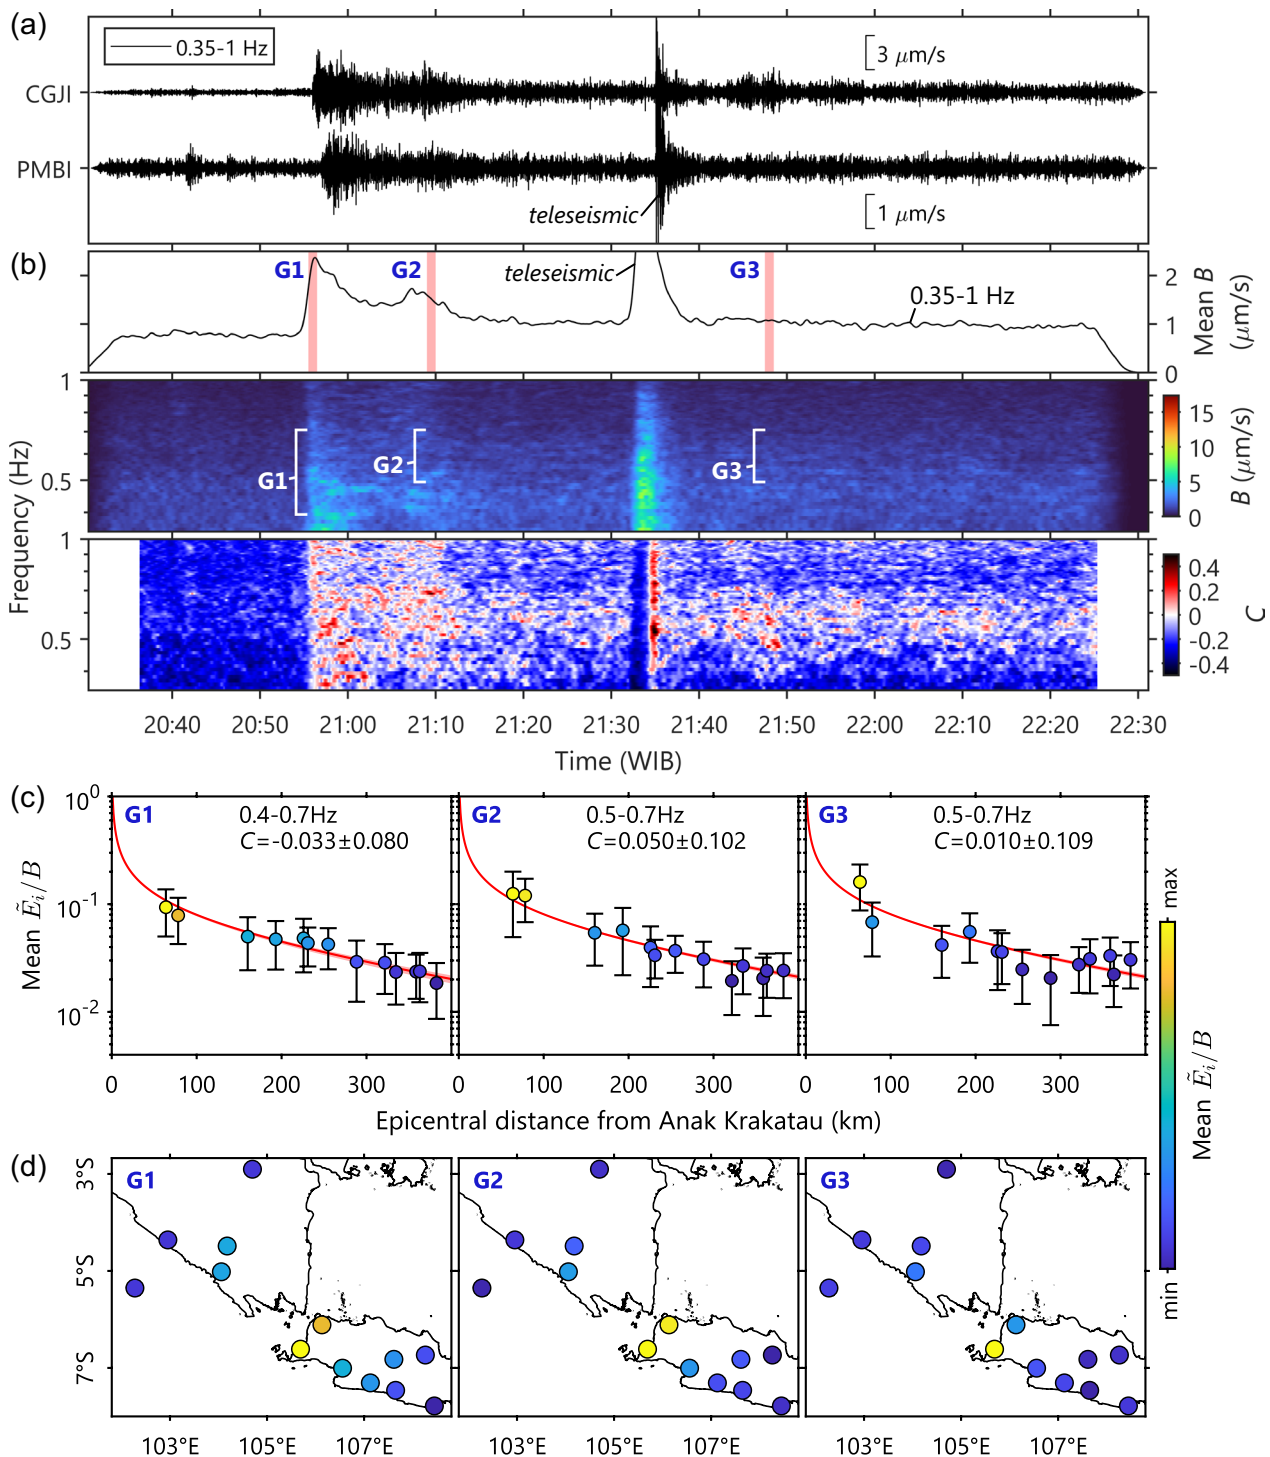 (a)
0.35-1 Hz
3 μm/s
CGJI
PMBI
teleseismic
1 μm/s
(b)
G1
G2
teleseismic
G3
0.35-1 Hz
2
1
0
Mean B
(μm/s)
1
0.5
G1
G2
G3
15
10
5
0
B (μm/s)
Frequency (Hz)
1
0.5
0.4
0.2
0
-0.2
-0.4
C
20:40 20:50 21:00 21:10 21:20 21:30 21:40 21:50 22:00 22:10 22:20 22:30
Time (WIB)
(c)
10⁰
10⁻¹
10⁻²
Mean Ẽᵢ/B
G1
0.4-0.7Hz
C=-0.033±0.080
G2
0.5-0.7Hz
C=0.050±0.102
G3
0.5-0.7Hz
C=0.010±0.109
0 100 200 300 0 100 200 300 0 100 200 300
Epicentral distance from Anak Krakatau (km)
max
Mean Ẽᵢ/B
min
(d)
G1
G2
G3
3°S
5°S
7°S
103°E 105°E 107°E 103°E 105°E 107°E 103°E 105°E 107°E